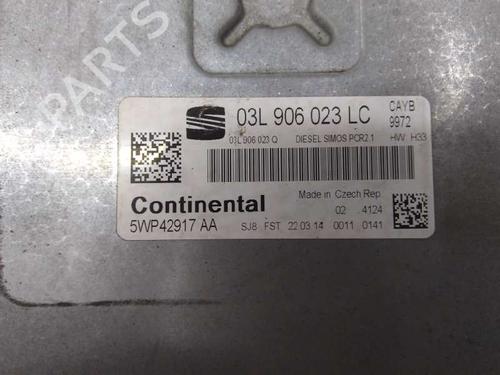 PARTS
03L 906 023 LC
CAYB
9972
03L 906 023 Q DIESEL SIMOS PCR2.1 HW: H33
Continental
Made in Czech Rep
02 4124
5WP42917 AA
SJ8 FST 22 03 14 0011 0141